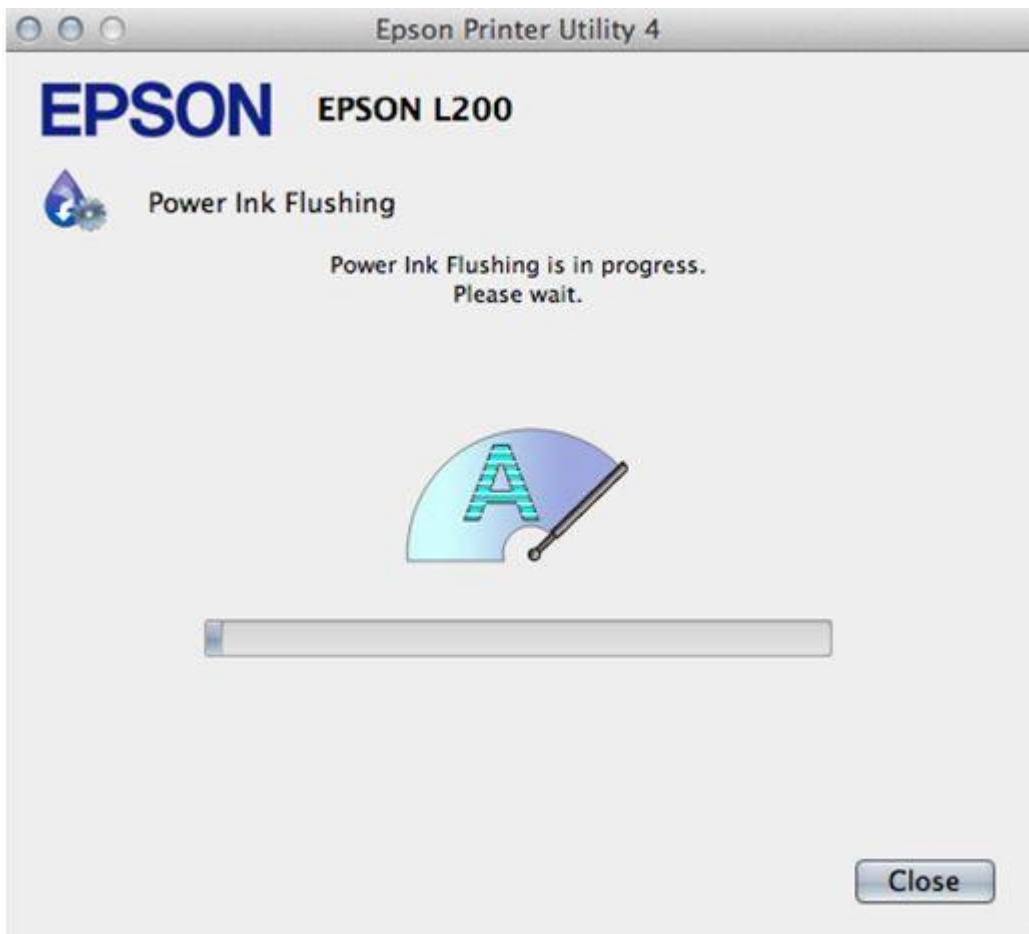 Epson Printer Utility 4
EPSON EPSON L200
Power Ink Flushing
Power Ink Flushing is in progress.
Please wait.
A
Close